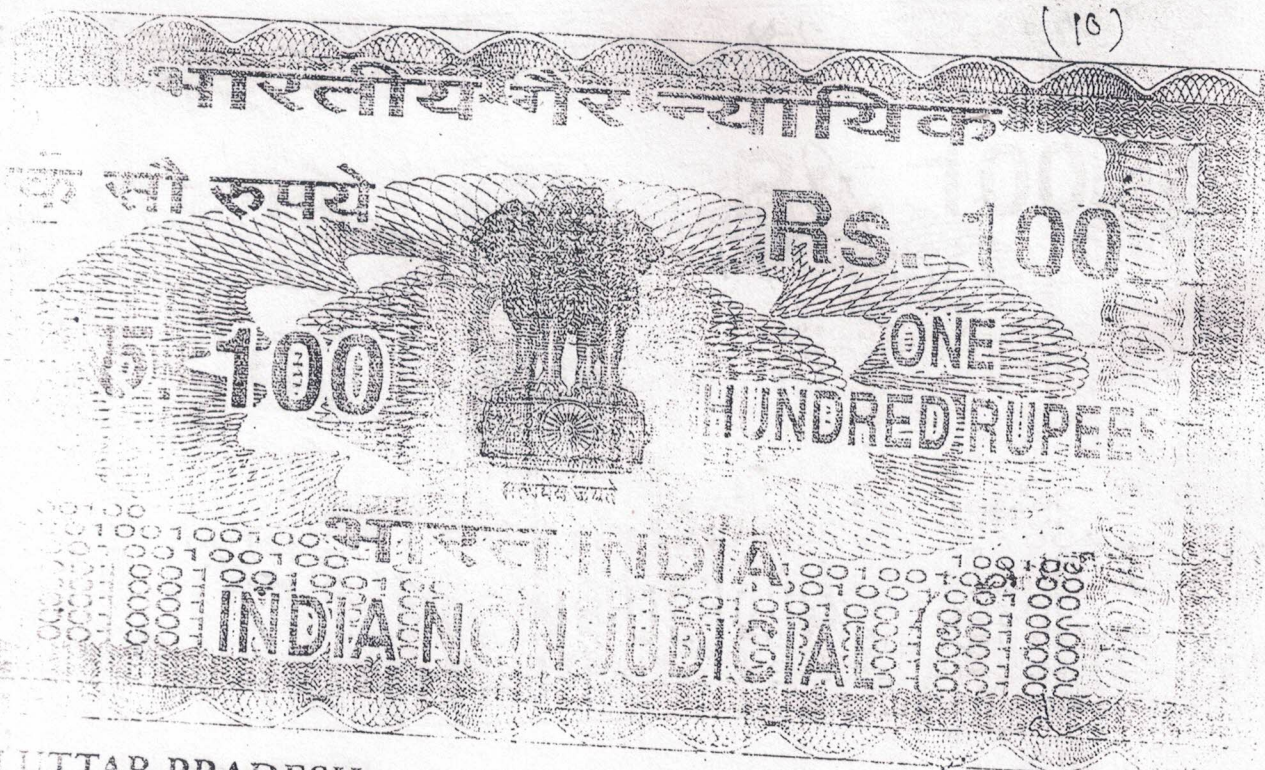 (10)
भारतीय गैर न्यायिक
सौ रुपये
Rs. 100
रु. 100
ONE
HUNDRED RUPEES
सत्यमेव जयते
भारत INDIA
INDIA NON JUDICIAL
UTTAR PRADESH